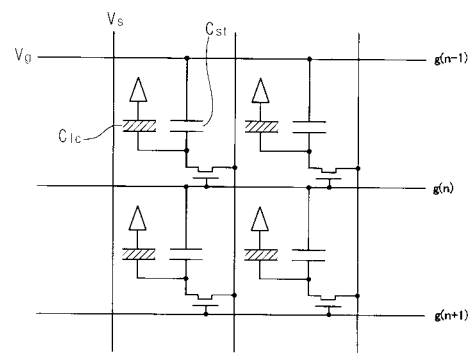 Vs
Cst
Vg
g(n-1)
Clc
g(n)
g(n+1)